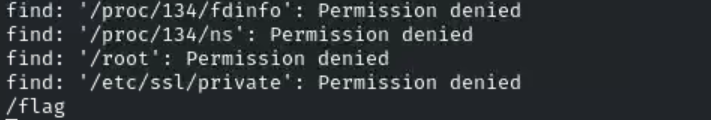 find: '/proc/134/fdinfo': Permission denied
find: '/proc/134/ns': Permission denied
find: '/root': Permission denied
find: '/etc/ssl/private': Permission denied
/flag